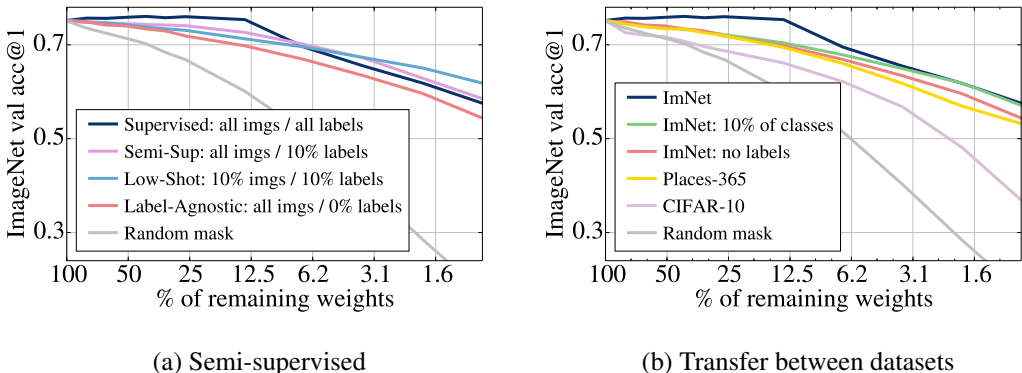 ImageNet val acc@1
0.7
0.5
0.3
Supervised: all imgs / all labels
Semi-Sup: all imgs / 10% labels
Low-Shot: 10% imgs / 10% labels
Label-Agnostic: all imgs / 0% labels
Random mask
100 50 25 12.5 6.2 3.1 1.6
% of remaining weights
(a) Semi-supervised
ImageNet val acc@1
0.7
0.5
0.3
ImNet
ImNet: 10% of classes
ImNet: no labels
Places-365
CIFAR-10
Random mask
100 50 25 12.5 6.2 3.1 1.6
% of remaining weights
(b) Transfer between datasets